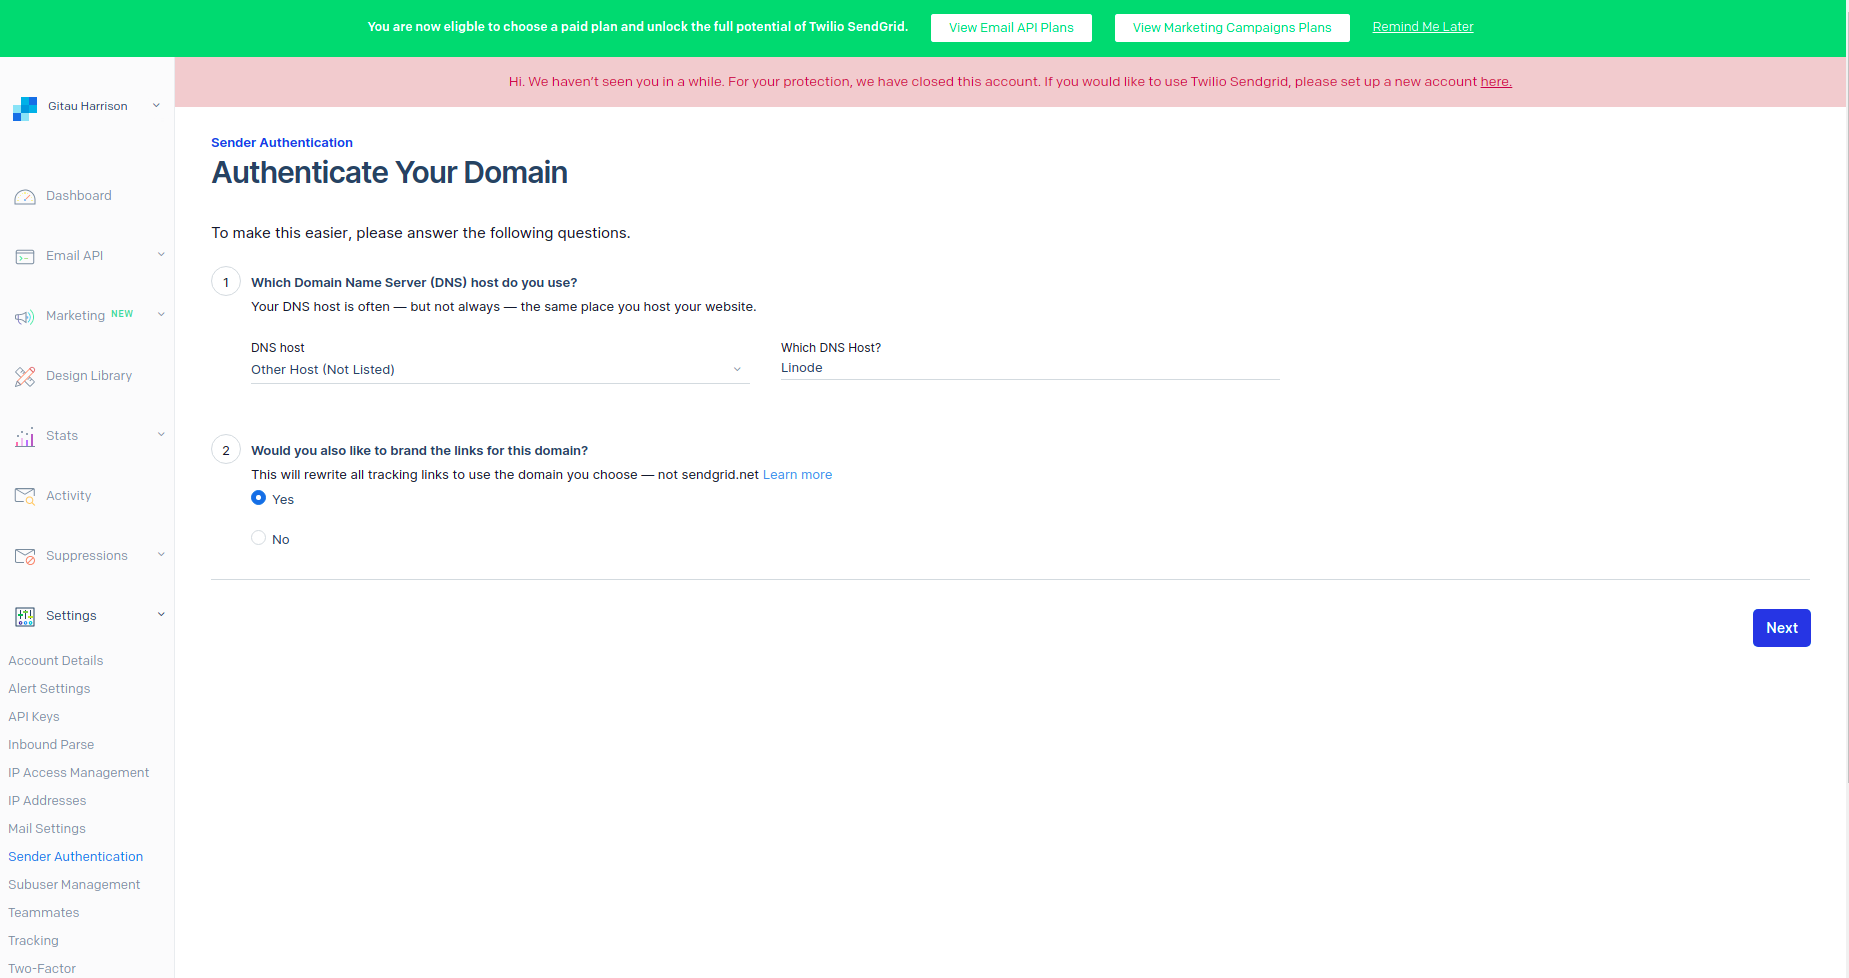 You are now eligble to choose a paid plan and unlock the full potential of Twilio SendGrid.
View Email API Plans
View Marketing Campaigns Plans
Remind Me Later
Hi. We haven't seen you in a while. For your protection, we have closed this account. If you would like to use Twilio Sendgrid, please set up a new account here.
Gitau Harrison
Dashboard
Email API
Marketing NEW
Design Library
Stats
Activity
Suppressions
Settings
Account Details
Alert Settings
API Keys
Inbound Parse
IP Access Management
IP Addresses
Mail Settings
Sender Authentication
Subuser Management
Teammates
Tracking
Two-Factor
Sender Authentication
Authenticate Your Domain
To make this easier, please answer the following questions.
1
Which Domain Name Server (DNS) host do you use?
Your DNS host is often — but not always — the same place you host your website.
DNS host
Other Host (Not Listed)
Which DNS Host?
Linode
2
Would you also like to brand the links for this domain?
This will rewrite all tracking links to use the domain you choose — not sendgrid.net Learn more
Yes
No
Next